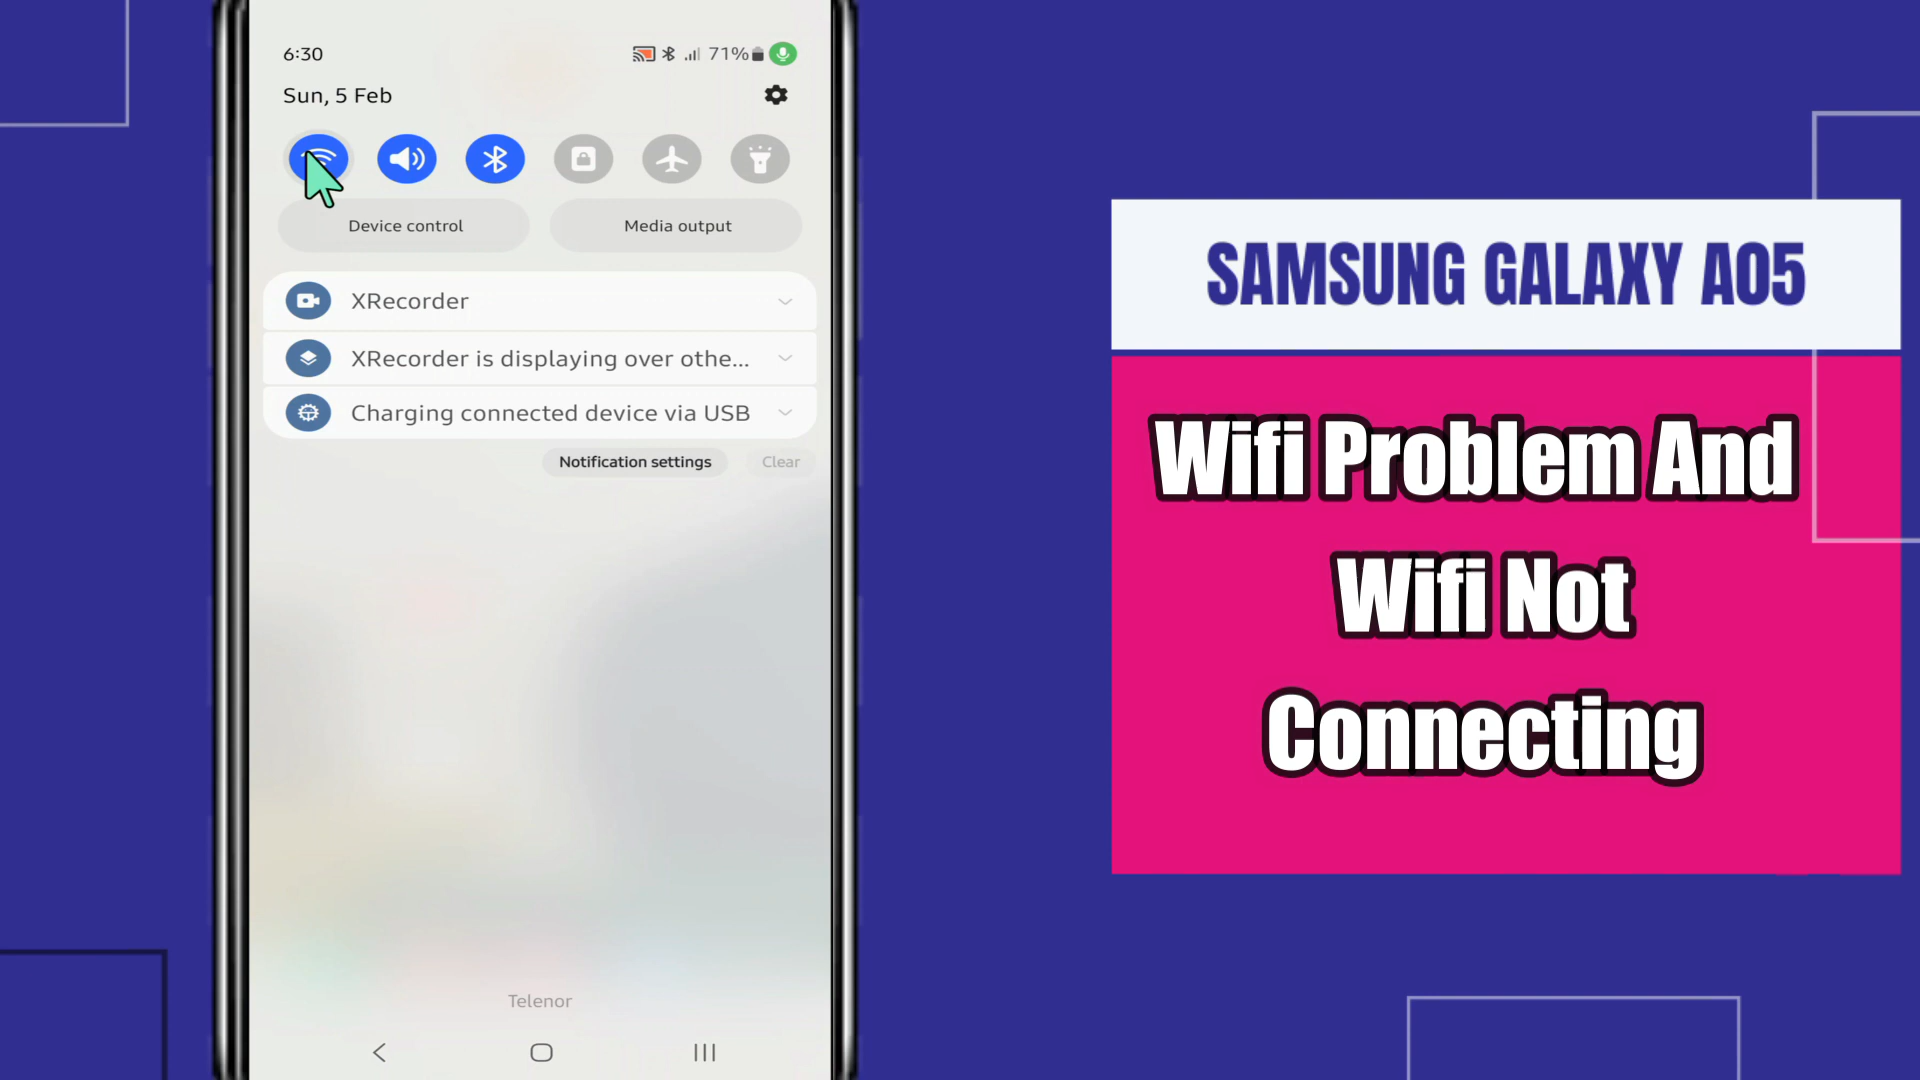 6:30
71%
Sun, 5 Feb
Device control
Media output
XRecorder
XRecorder is displaying over othe...
Charging connected device via USB
Notification settings
Clear
Telenor
SAMSUNG GALAXY A05
Wifi Problem And
Wifi Not
Connecting